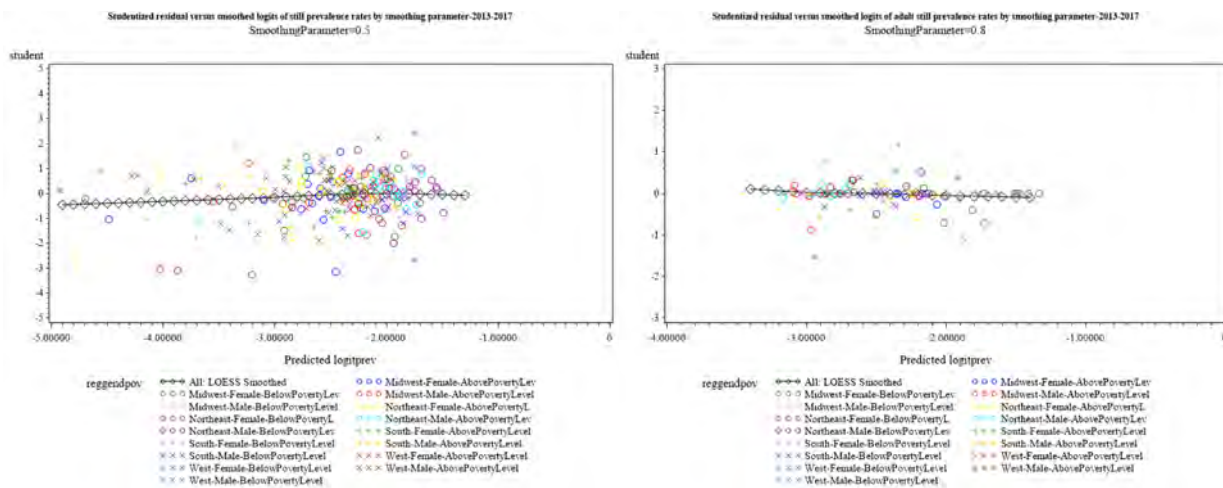 Studentized residual versus smoothed logits of still prevalence rates by smoothing parameter-2013-2017
SmoothingParameter=0.5
student
5
4
3
2
1
0
-1
-2
-3
-4
-5
-5.00000 -4.00000 -3.00000 -2.00000 -1.00000 0
Predicted logitprev
reggendpov
All: LOESS Smoothed
Midwest-Female-AbovePovertyLev
Midwest-Female-BelowPovertyLev
Midwest-Male-AbovePovertyLevel
Midwest-Male-BelowPovertyLevel
Northeast-Female-AbovePovertyL
Northeast-Female-BelowPovertyL
Northeast-Male-AbovePovertyLev
Northeast-Male-BelowPovertyLev
South-Female-AbovePovertyLevel
South-Female-BelowPovertyLevel
South-Male-AbovePovertyLevel
South-Male-BelowPovertyLevel
West-Female-AbovePovertyLevel
West-Female-BelowPovertyLevel
West-Male-AbovePovertyLevel
West-Male-BelowPovertyLevel
Studentized residual versus smoothed logits of adult still prevalence rates by smoothing parameter-2013-2017
SmoothingParameter=0.8
student
3
2
1
0
-1
-2
-3
-4.00000 -3.00000 -2.00000 -1.00000
Predicted logitprev
reggendpov
All: LOESS Smoothed
Midwest-Female-AbovePovertyLev
Midwest-Female-BelowPovertyLev
Midwest-Male-AbovePovertyLevel
Midwest-Male-BelowPovertyLevel
Northeast-Female-AbovePovertyL
Northeast-Female-BelowPovertyL
Northeast-Male-AbovePovertyLev
Northeast-Male-BelowPovertyLev
South-Female-AbovePovertyLevel
South-Female-BelowPovertyLevel
South-Male-AbovePovertyLevel
South-Male-BelowPovertyLevel
West-Female-AbovePovertyLevel
West-Female-BelowPovertyLevel
West-Male-AbovePovertyLevel
West-Male-BelowPovertyLevel